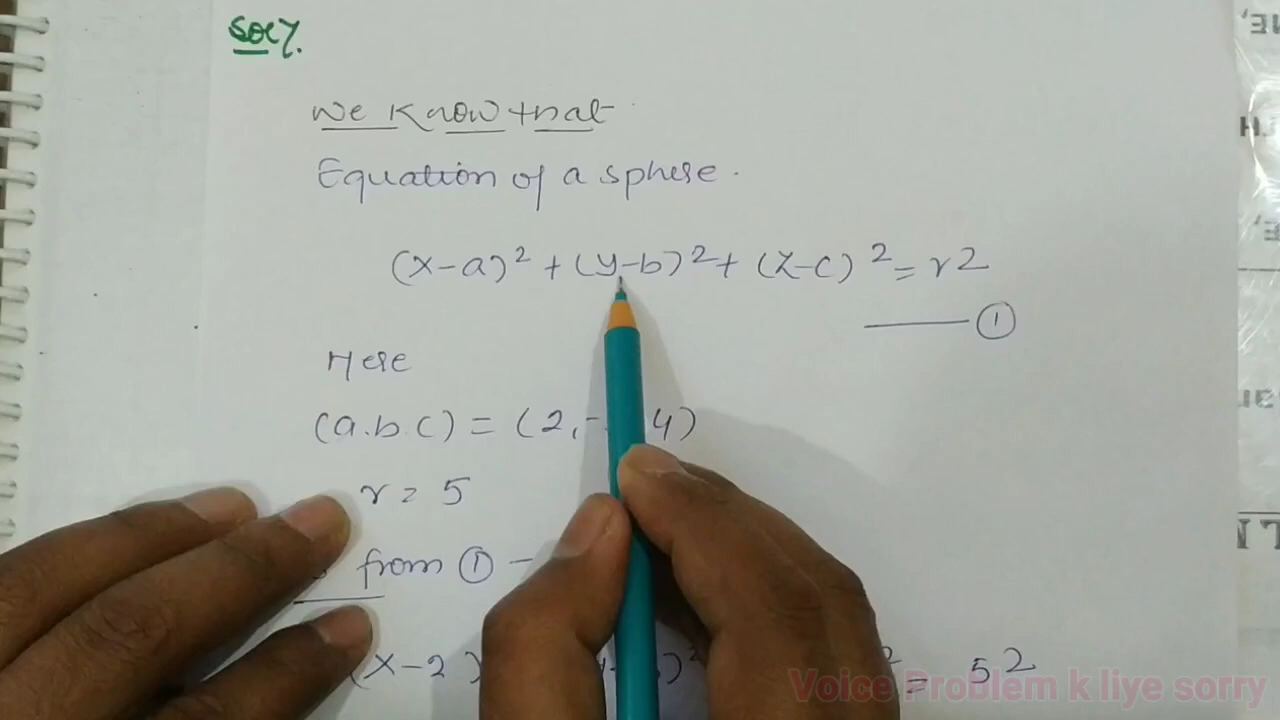 Soln.
We Know that
Equation of a sphere.
(x-a)² + (y-b)² + (z-c)² = r2
①
Here
(a.b.c) = (2, - 4)
r = 5
from ① -
(x-2) = 5²
Voice Problem k liye sorry